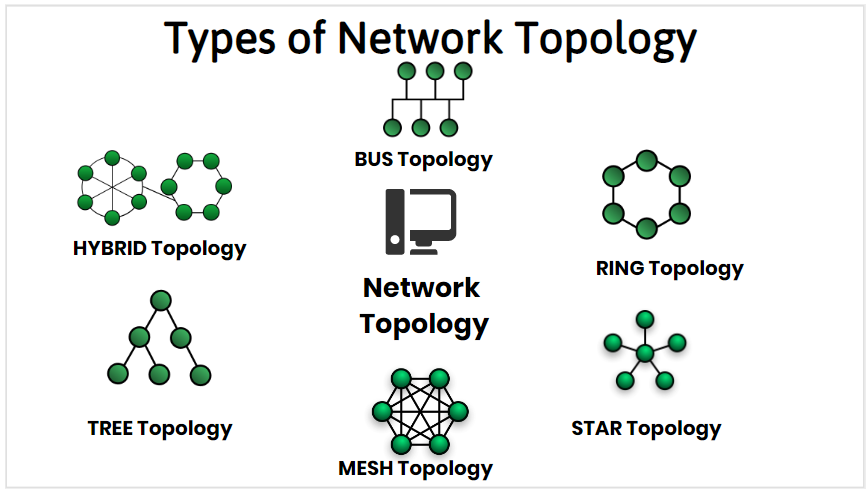 Types of Network Topology
BUS Topology
HYBRID Topology
RING Topology
Network
Topology
TREE Topology
STAR Topology
MESH Topology